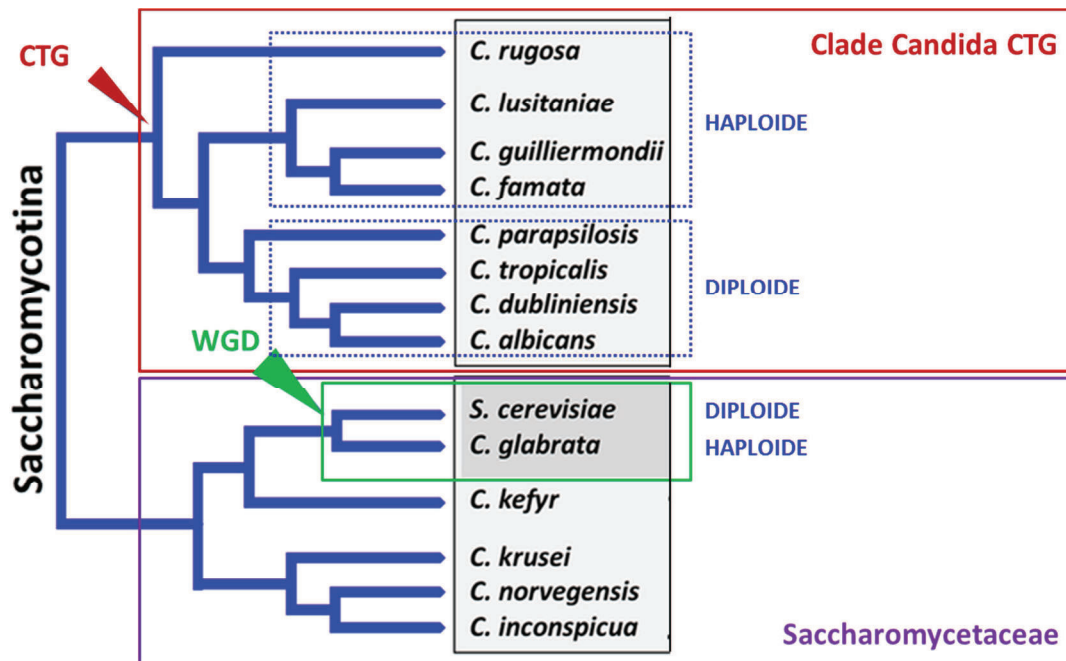 Saccharomycotina
CTG
Clade Candida CTG
C. rugosa
C. lusitaniae
HAPLOIDE
C. guilliermondii
C. famata
C. parapsilosis
C. tropicalis
DIPLOIDE
C. dubliniensis
C. albicans
WGD
S. cerevisiae
DIPLOIDE
C. glabrata
HAPLOIDE
C. kefyr
C. krusei
C. norvegensis
C. inconspicua
Saccharomycetaceae